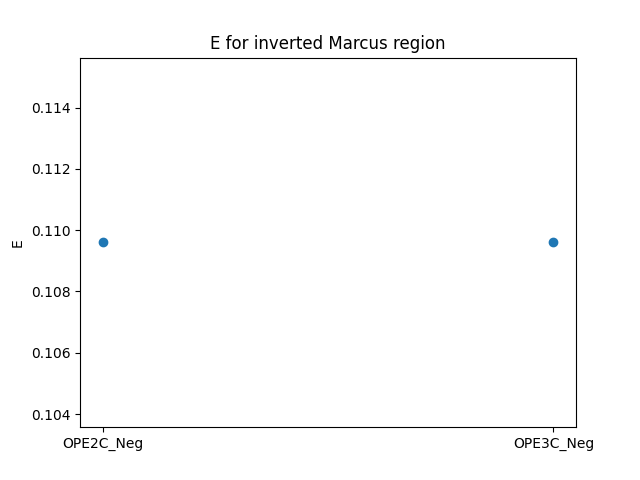 E for inverted Marcus region
0.114
0.112
0.110
0.108
0.106
0.104
E
OPE2C_Neg
OPE3C_Neg